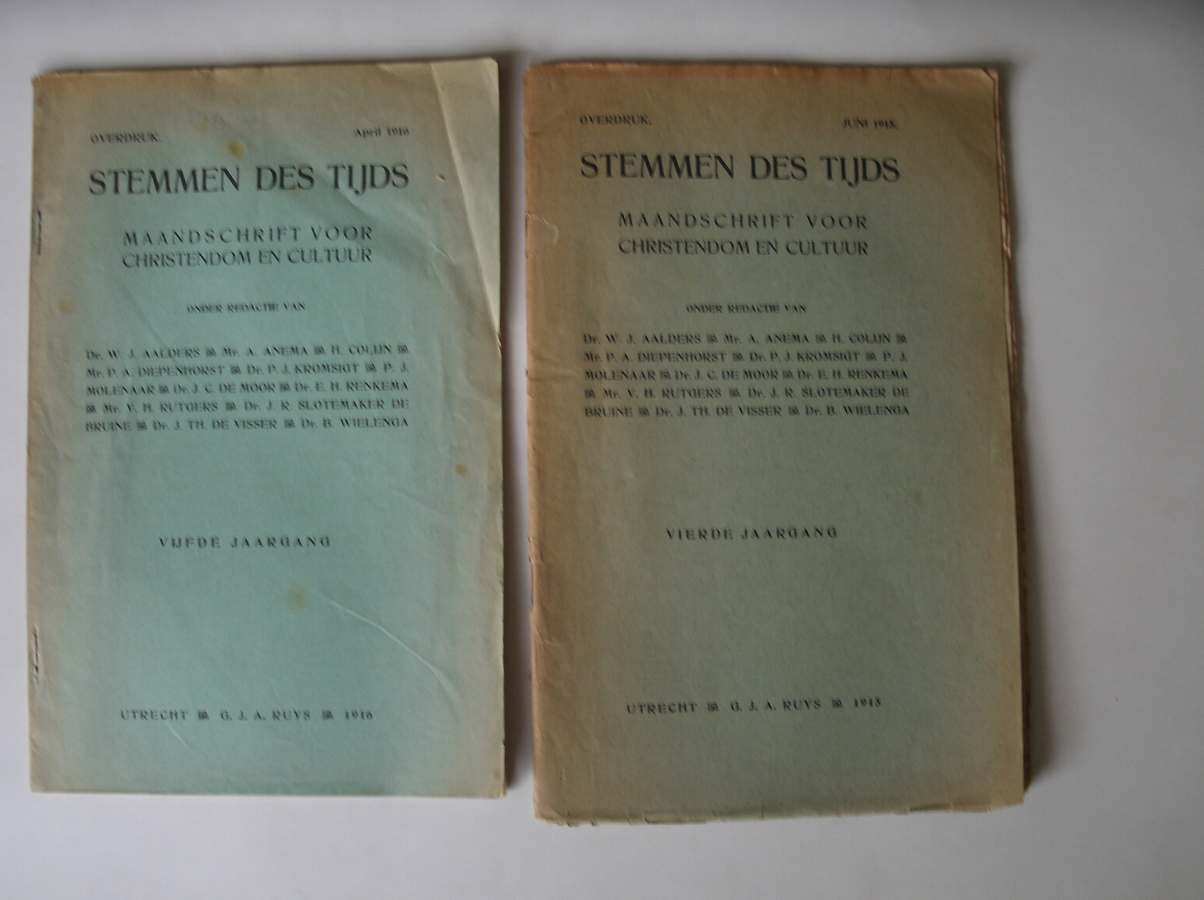 OVERDRUK. April 1916
STEMMEN DES TIJDS
MAANDSCHRIFT VOOR
CHRISTENDOM EN CULTUUR
ONDER REDACTIE VAN
Dr. W. J. AALDERS Mr. A. ANEMA H. COLIJN
Mr. P. A. DIEPENHORST Dr. P. J. KROMSIGT P. J.
MOLENAAR Dr. J. C. DE MOOR Dr. E. H. RENKEMA
Mr. V. H. RUTGERS Dr. J. R. SLOTEMAKER DE
BRUINE Dr. J. TH. DE VISSER Dr. B. WIELENGA
VIJFDE JAARGANG
UTRECHT G. J. A. RUYS 1916
OVERDRUK. JUNI 1915.
STEMMEN DES TIJDS
MAANDSCHRIFT VOOR
CHRISTENDOM EN CULTUUR
ONDER REDACTIE VAN
Dr. W. J. AALDERS Mr. A. ANEMA H. COLIJN
Mr. P. A. DIEPENHORST Dr. P. J. KROMSIGT P. J.
MOLENAAR Dr. J. C. DE MOOR Dr. E. H. RENKEMA
Mr. V. H. RUTGERS Dr. J. R. SLOTEMAKER DE
BRUINE Dr. J. TH. DE VISSER Dr. B. WIELENGA
VIERDE JAARGANG
UTRECHT G. J. A. RUYS 1915